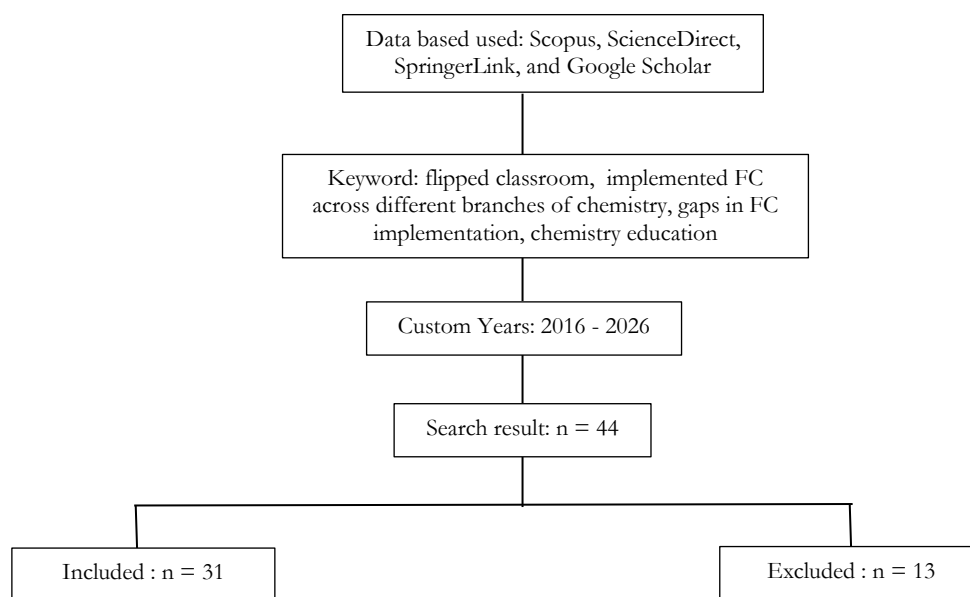 Data based used: Scopus, ScienceDirect,
SpringerLink, and Google Scholar
Keyword: flipped classroom, implemented FC
across different branches of chemistry, gaps in FC
implementation, chemistry education
Custom Years: 2016 - 2026
Search result: n = 44
Included : n = 31
Excluded : n = 13